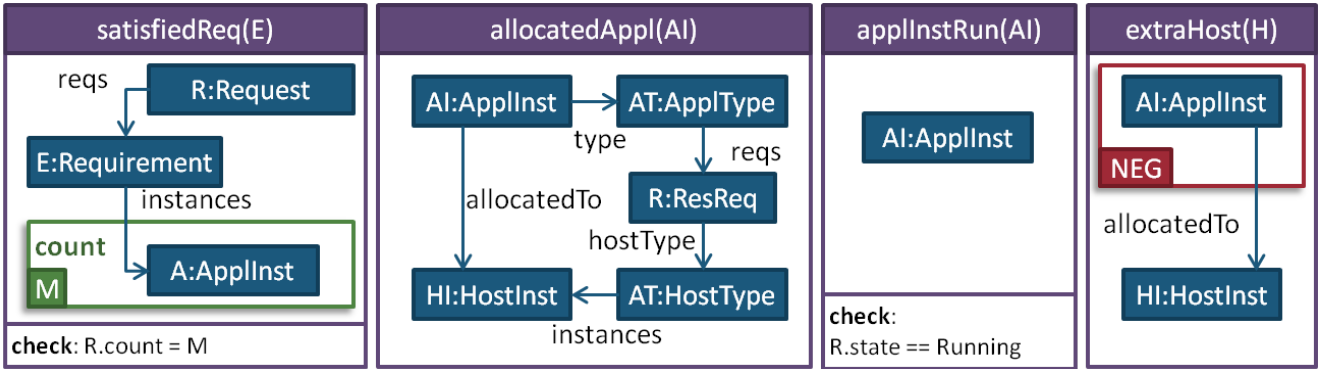 satisfiedReq(E)
reqs
R:Request
E:Requirement
instances
count
A:ApplInst
M
check: R.count = M
allocatedAppl(AI)
AI:ApplInst
AT:ApplType
type
reqs
allocatedTo
R:ResReq
hostType
HI:HostInst
AT:HostType
instances
applInstRun(AI)
AI:ApplInst
check:
R.state == Running
extraHost(H)
AI:ApplInst
NEG
allocatedTo
HI:HostInst